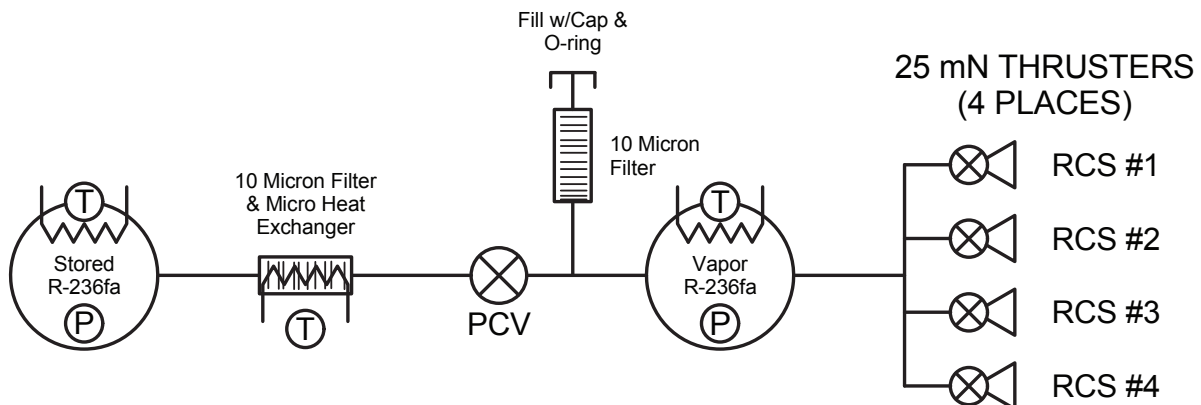 Fill w/Cap &
O-ring
25 mN THRUSTERS
(4 PLACES)
10 Micron
Filter
RCS #1
10 Micron Filter
& Micro Heat
Exchanger
T
T
RCS #2
Stored
R-236fa
Vapor
R-236fa
P
T
PCV
P
RCS #3
RCS #4